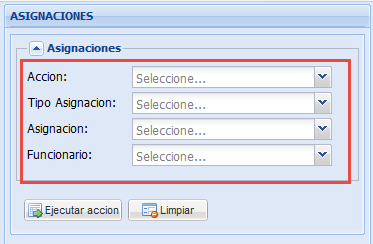 ASIGNACIONES
Asignaciones
Accion: Seleccione...
Tipo Asignacion: Seleccione...
Asignacion: Seleccione...
Funcionario: Seleccione...
Ejecutar accion Limpiar